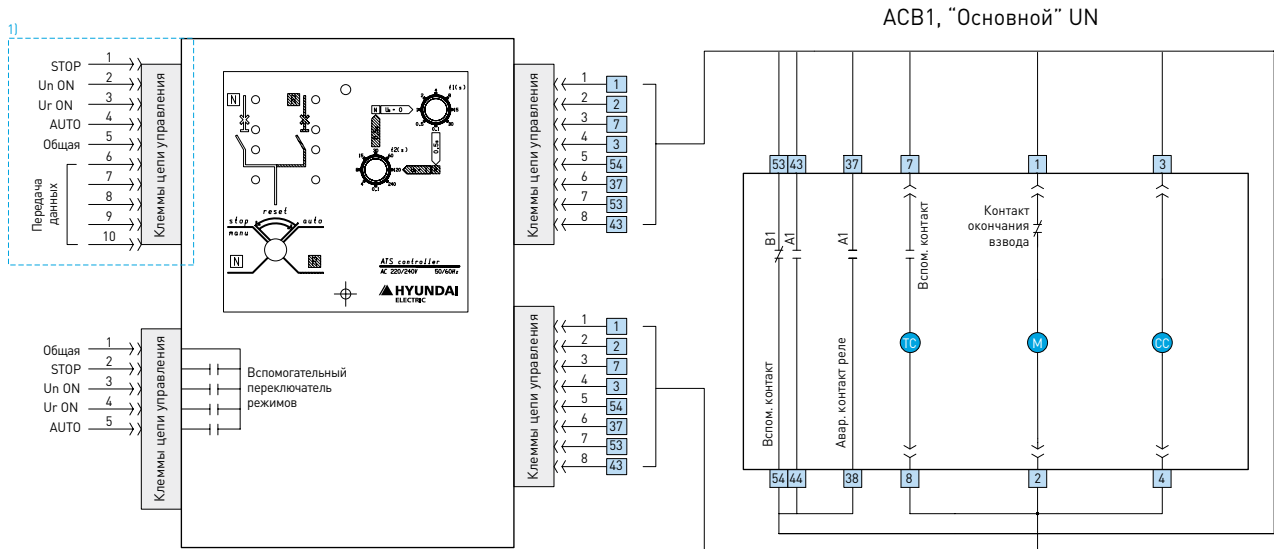 ACB1, “Основной” UN
1)
STOP 1
Un ON 2
Ur ON 3
AUTO 4
Общая 5
6
7
8
9
10
Передача данных
Клеммы цепи управления
N
stop
manu
reset
auto
N
ATS controller
AC 220/240V 50/60Hz
HYUNDAI
ELECTRIC
Клеммы цепи управления
1 1
2 2
3 7
4 3
5 54
6 37
7 53
8 43
Общая 1
STOP 2
Un ON 3
Ur ON 4
AUTO 5
Клеммы цепи управления
Вспомогательный
переключатель
режимов
Клеммы цепи управления
1 1
2 2
3 7
4 3
5 54
6 37
7 53
8 43
53 43 37 7 1 3
B1
A1
A1
Вспом. контакт
Контакт
окончания
взвода
TC
M
CC
Вспом. контакт
Авар. контакт реле
54 44 38 8 2 4